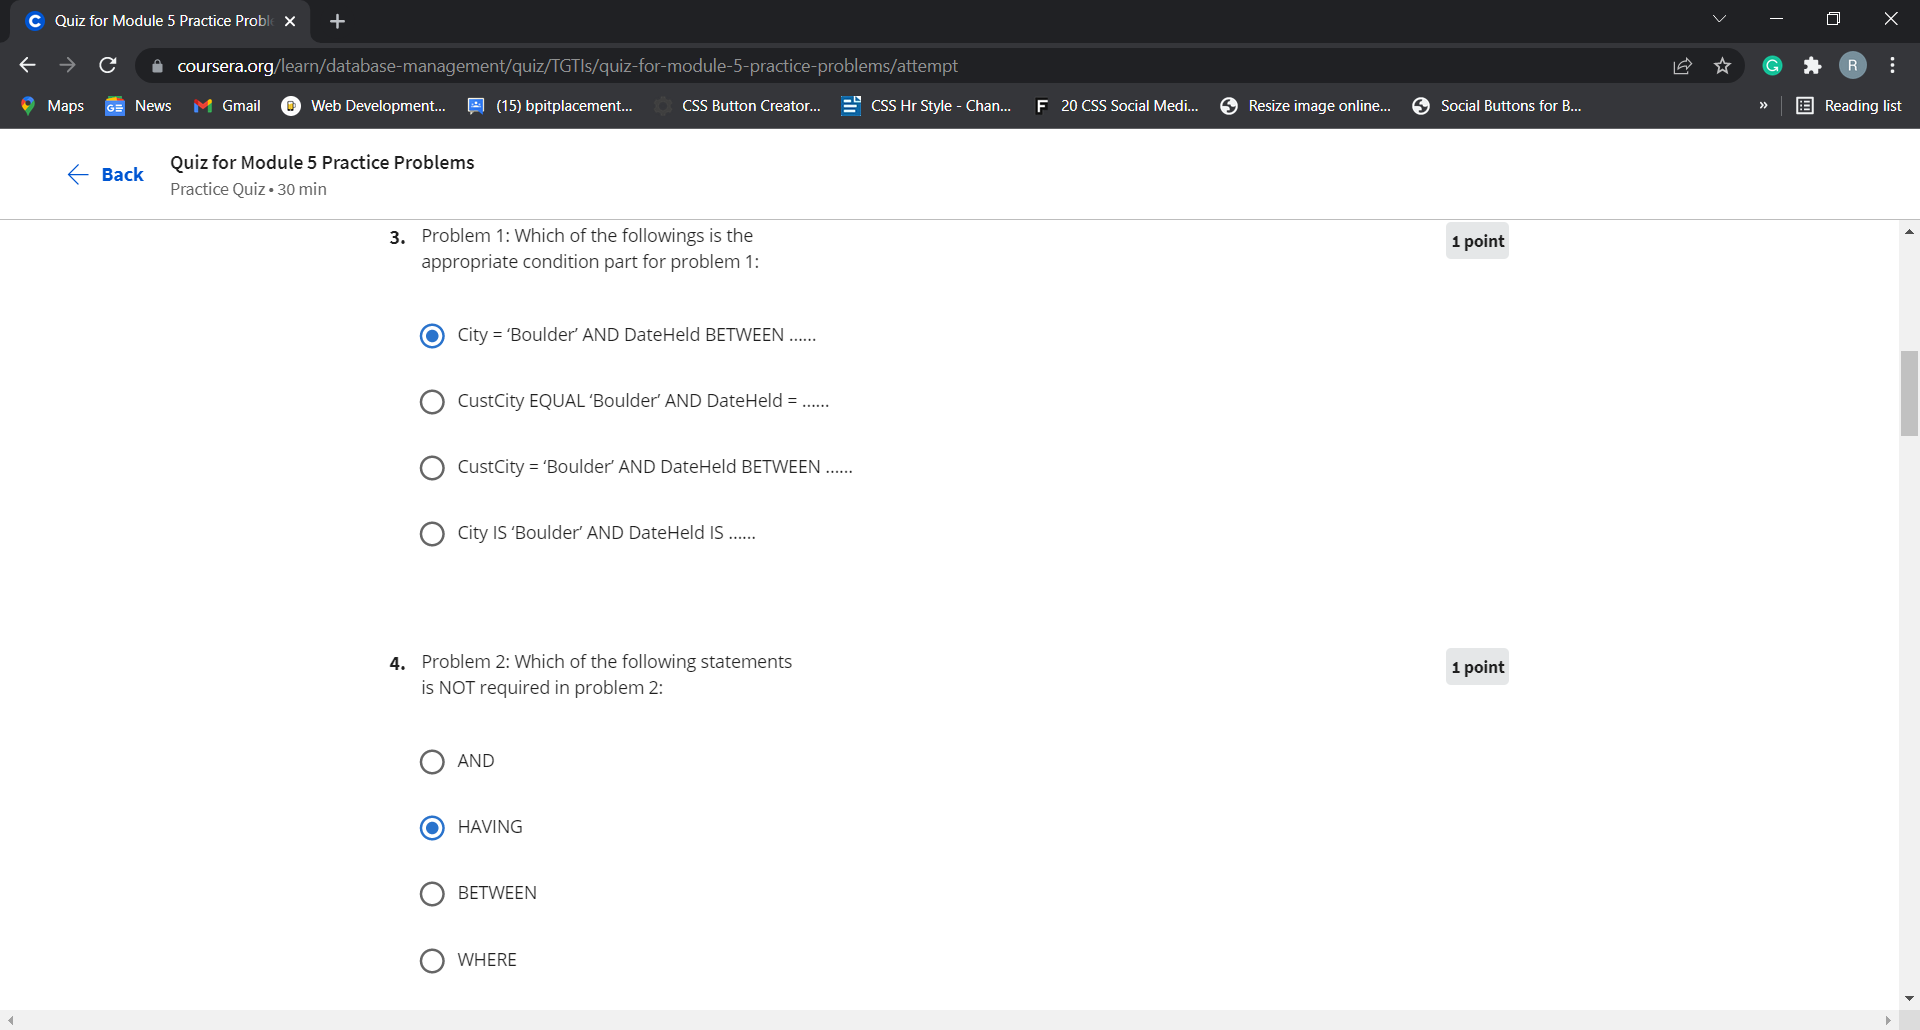 Quiz for Module 5 Practice Proble
coursera.org/learn/database-management/quiz/TGTIs/quiz-for-module-5-practice-problems/attempt
G
R
Maps News Gmail Web Development... (15) bpitplacement... CSS Button Creator... CSS Hr Style - Chan... 20 CSS Social Medi... Resize image online... Social Buttons for B... » Reading list
Back
Quiz for Module 5 Practice Problems
Practice Quiz • 30 min
3. Problem 1: Which of the followings is the
appropriate condition part for problem 1:
1 point
City = ‘Boulder’ AND DateHeld BETWEEN ......
CustCity EQUAL ‘Boulder’ AND DateHeld = ......
CustCity = ‘Boulder’ AND DateHeld BETWEEN ......
City IS ‘Boulder’ AND DateHeld IS ......
4. Problem 2: Which of the following statements
is NOT required in problem 2:
1 point
AND
HAVING
BETWEEN
WHERE